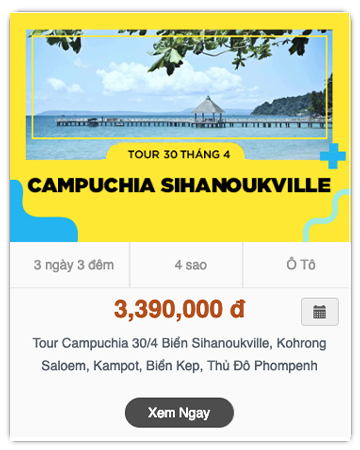 TOUR 30 THÁNG 4
CAMPUCHIA SIHANOUKVILLE
3 ngày 3 đêm
4 sao
Ô Tô
3,390,000 đ
Tour Campuchia 30/4 Biển Sihanoukville, Kohrong
Saloem, Kampot, Biển Kep, Thủ Đô Phompenh
Xem Ngay